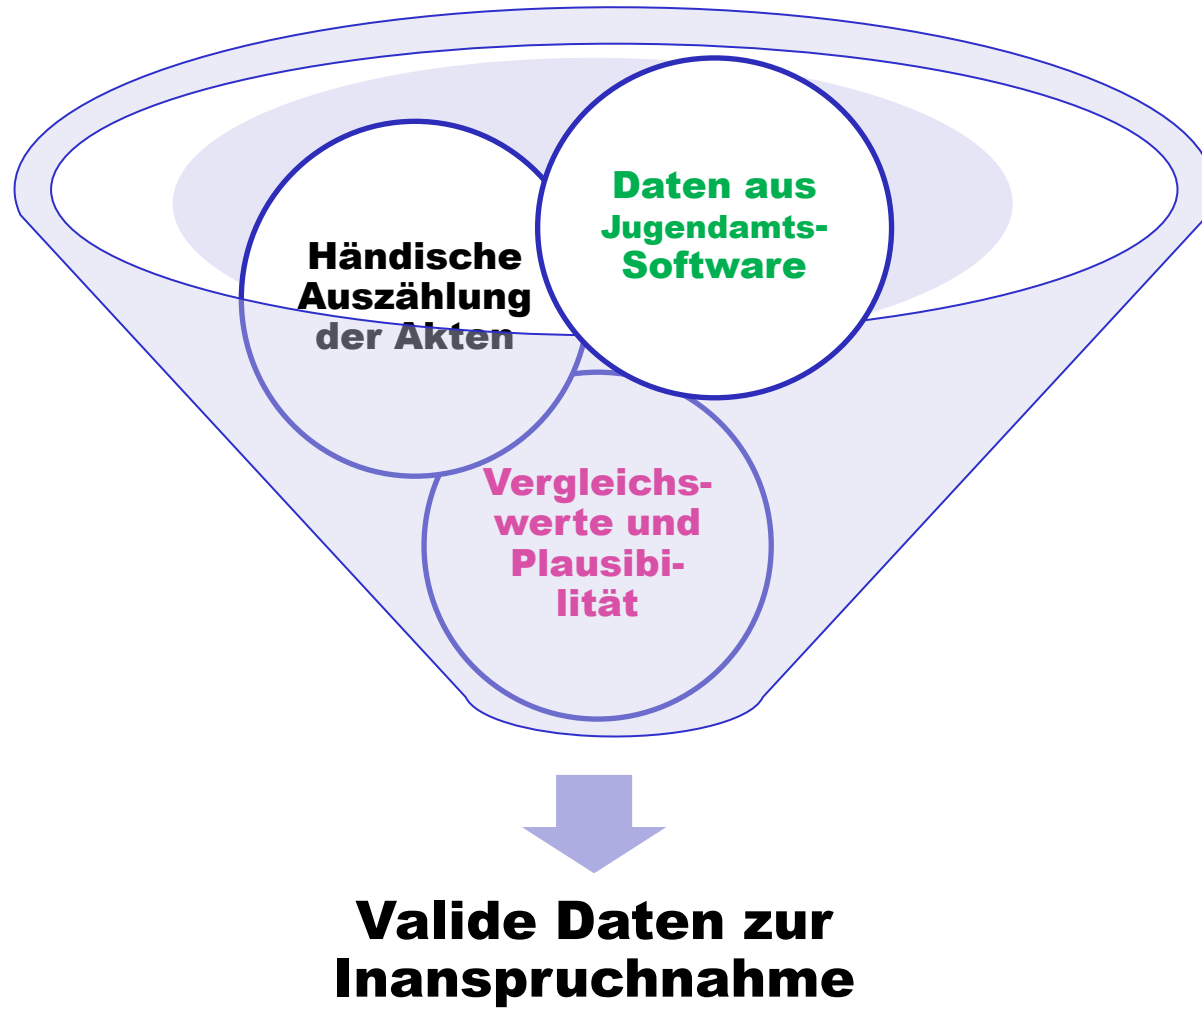 Daten aus
Jugendamts-
Software
Händische
Auszählung
der Akten
Vergleichs-
werte und
Plausibi-
lität
Valide Daten zur
Inanspruchnahme